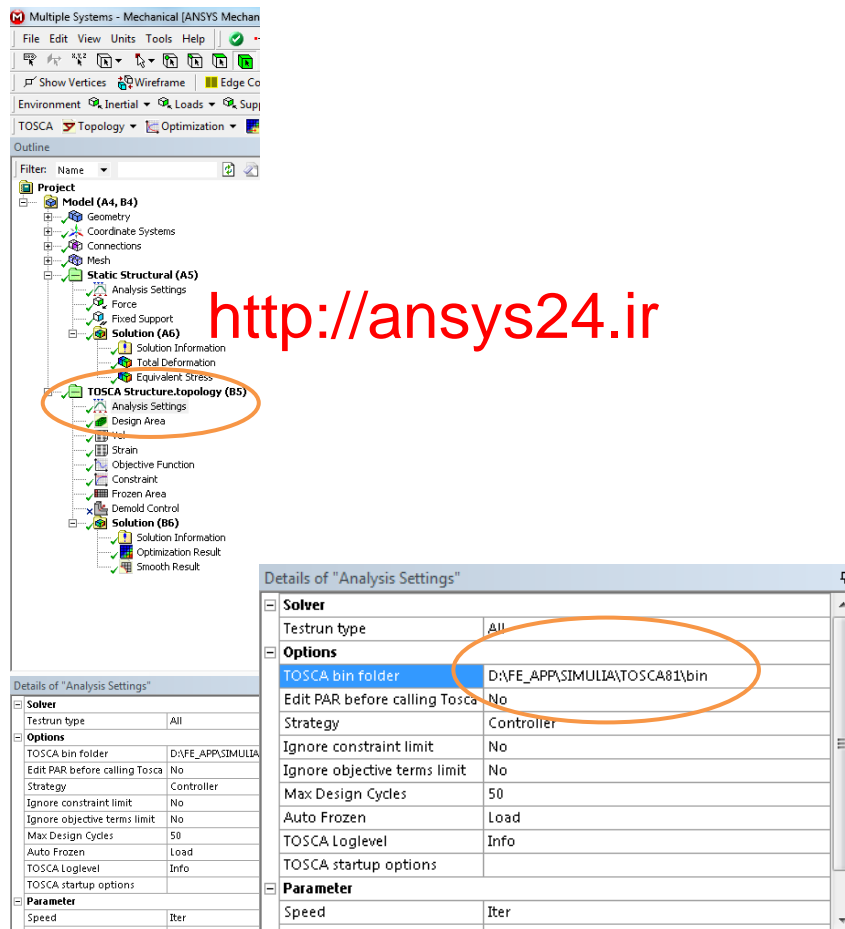 Multiple Systems - Mechanical [ANSYS Mechan
File Edit View Units Tools Help
Show Vertices Wireframe Edge Co
Environment Inertial Loads Sup
TOSCA Topology Optimization
Outline
Filter: Name
Project
Model (A4, B4)
Geometry
Coordinate Systems
Connections
Mesh
Static Structural (A5)
Analysis Settings
Force
Fixed Support
Solution (A6)
Solution Information
Total Deformation
Equivalent Stress
http://ansys24.ir
TOSCA Structure.topology (B5)
Analysis Settings
Design Area
Strain
Objective Function
Constraint
Frozen Area
Demold Control
Solution (B6)
Solution Information
Optimization Result
Smooth Result
Details of "Analysis Settings"
Solver
Testrun type All
Options
TOSCA bin folder D:\FE_APP\SIMULIA
Edit PAR before calling Tosca No
Strategy Controller
Ignore constraint limit No
Ignore objective terms limit No
Max Design Cycles 50
Auto Frozen Load
TOSCA Loglevel Info
TOSCA startup options
Parameter
Speed Iter
Details of "Analysis Settings"
Solver
Testrun type All
Options
TOSCA bin folder D:\FE_APP\SIMULIA\TOSCA81\bin
Edit PAR before calling Tosca No
Strategy Controller
Ignore constraint limit No
Ignore objective terms limit No
Max Design Cycles 50
Auto Frozen Load
TOSCA Loglevel Info
TOSCA startup options
Parameter
Speed Iter